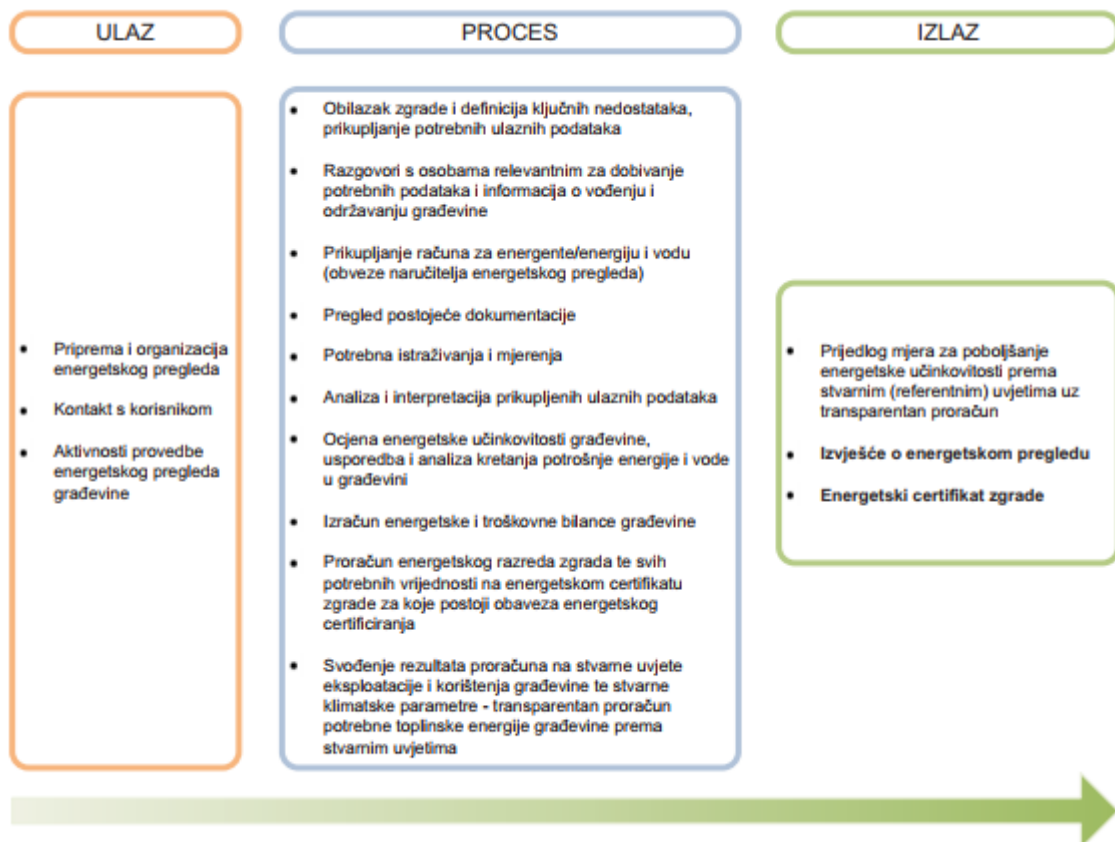 ULAZ
PROCES
IZLAZ
• Priprema i organizacija
energetskog pregleda
• Kontakt s korisnikom
• Aktivnosti provedbe
energetskog pregleda
građevine
• Obilazak zgrade i definicija ključnih nedostataka,
prikupljanje potrebnih ulaznih podataka
• Razgovori s osobama relevantnim za dobivanje
potrebnih podataka i informacija o vođenju i
održavanju građevine
• Prikupljanje računa za energente/energiju i vodu
(obveze naručitelja energetskog pregleda)
• Pregled postojeće dokumentacije
• Potrebna istraživanja i mjerenja
• Analiza i interpretacija prikupljenih ulaznih podataka
• Ocjena energetske učinkovitosti građevine,
usporedba i analiza kretanja potrošnje energije i vode
u građevini
• Izračun energetske i troškovne bilance građevine
• Proračun energetskog razreda zgrada te svih
potrebnih vrijednosti na energetskom certifikatu
zgrade za koje postoji obaveza energetskog
certificiranja
• Svođenje rezultata proračuna na stvarne uvjete
eksploatacije i korištenja građevine te stvarne
klimatske parametre - transparentan proračun
potrebne toplinske energije građevine prema
stvarnim uvjetima
• Prijedlog mjera za poboljšanje
energetske učinkovitosti prema
stvarnim (referentnim) uvjetima uz
transparentan proračun
• Izvješće o energetskom pregledu
• Energetski certifikat zgrade